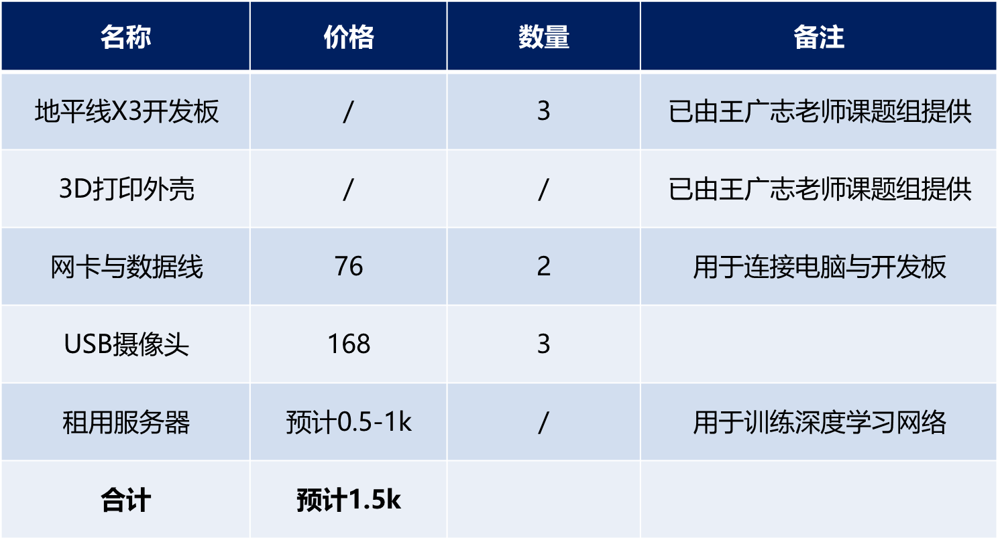 名称 价格 数量 备注
地平线X3开发板 / 3 已由王广志老师课题组提供
3D打印外壳 / / 已由王广志老师课题组提供
网卡与数据线 76 2 用于连接电脑与开发板
USB摄像头 168 3
租用服务器 预计0.5-1k / 用于训练深度学习网络
合计 预计1.5k